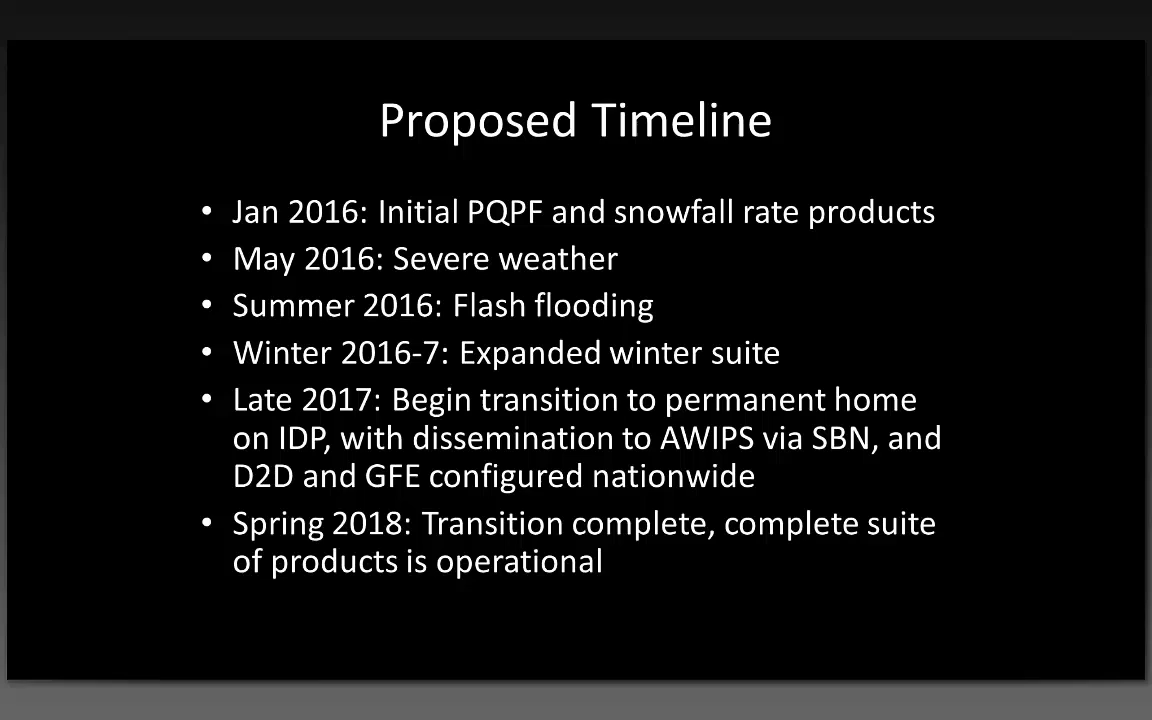 Proposed Timeline
• Jan 2016: Initial PQPF and snowfall rate products
• May 2016: Severe weather
• Summer 2016: Flash flooding
• Winter 2016-7: Expanded winter suite
• Late 2017: Begin transition to permanent home
on IDP, with dissemination to AWIPS via SBN, and
D2D and GFE configured nationwide
• Spring 2018: Transition complete, complete suite
of products is operational